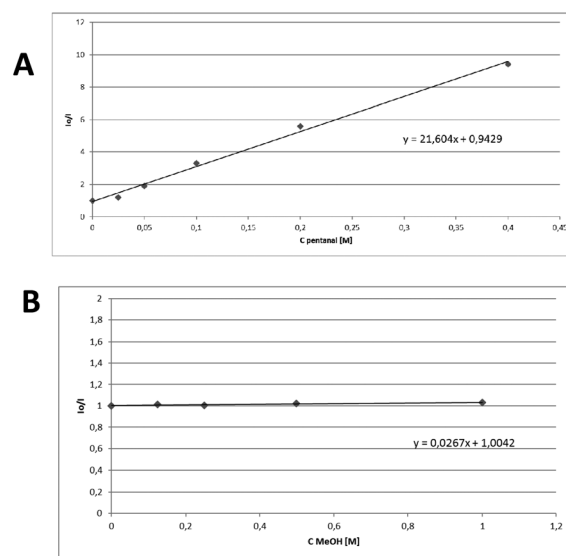 A
12
10
8
6
4
2
0
Io/I
y = 21,604x + 0,9429
0 0,05 0,1 0,15 0,2 0,25 0,3 0,35 0,4 0,45
C pentanal [M]
B
2
1,8
1,6
1,4
1,2
1
0,8
0,6
0,4
0,2
0
Io/I
y = 0,0267x + 1,0042
0 0,2 0,4 0,6 0,8 1 1,2
C MeOH [M]